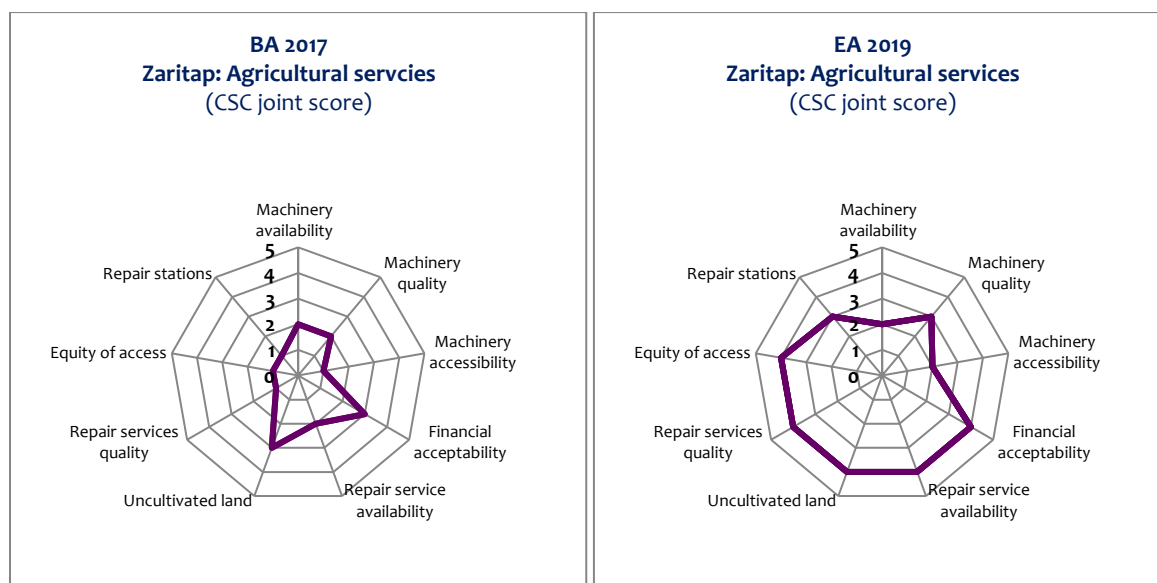 BA 2017
Zaritap: Agricultural servcies
(CSC joint score)
Machinery
availability
Machinery
quality
Machinery
accessibility
Financial
acceptability
Repair service
availability
Uncultivated land
Repair services
quality
Equity of access
Repair stations
5
4
3
2
1
0
EA 2019
Zaritap: Agricultural services
(CSC joint score)
Machinery
availability
Machinery
quality
Machinery
accessibility
Financial
acceptability
Repair service
availability
Uncultivated land
Repair services
quality
Equity of access
Repair stations
5
4
3
2
1
0